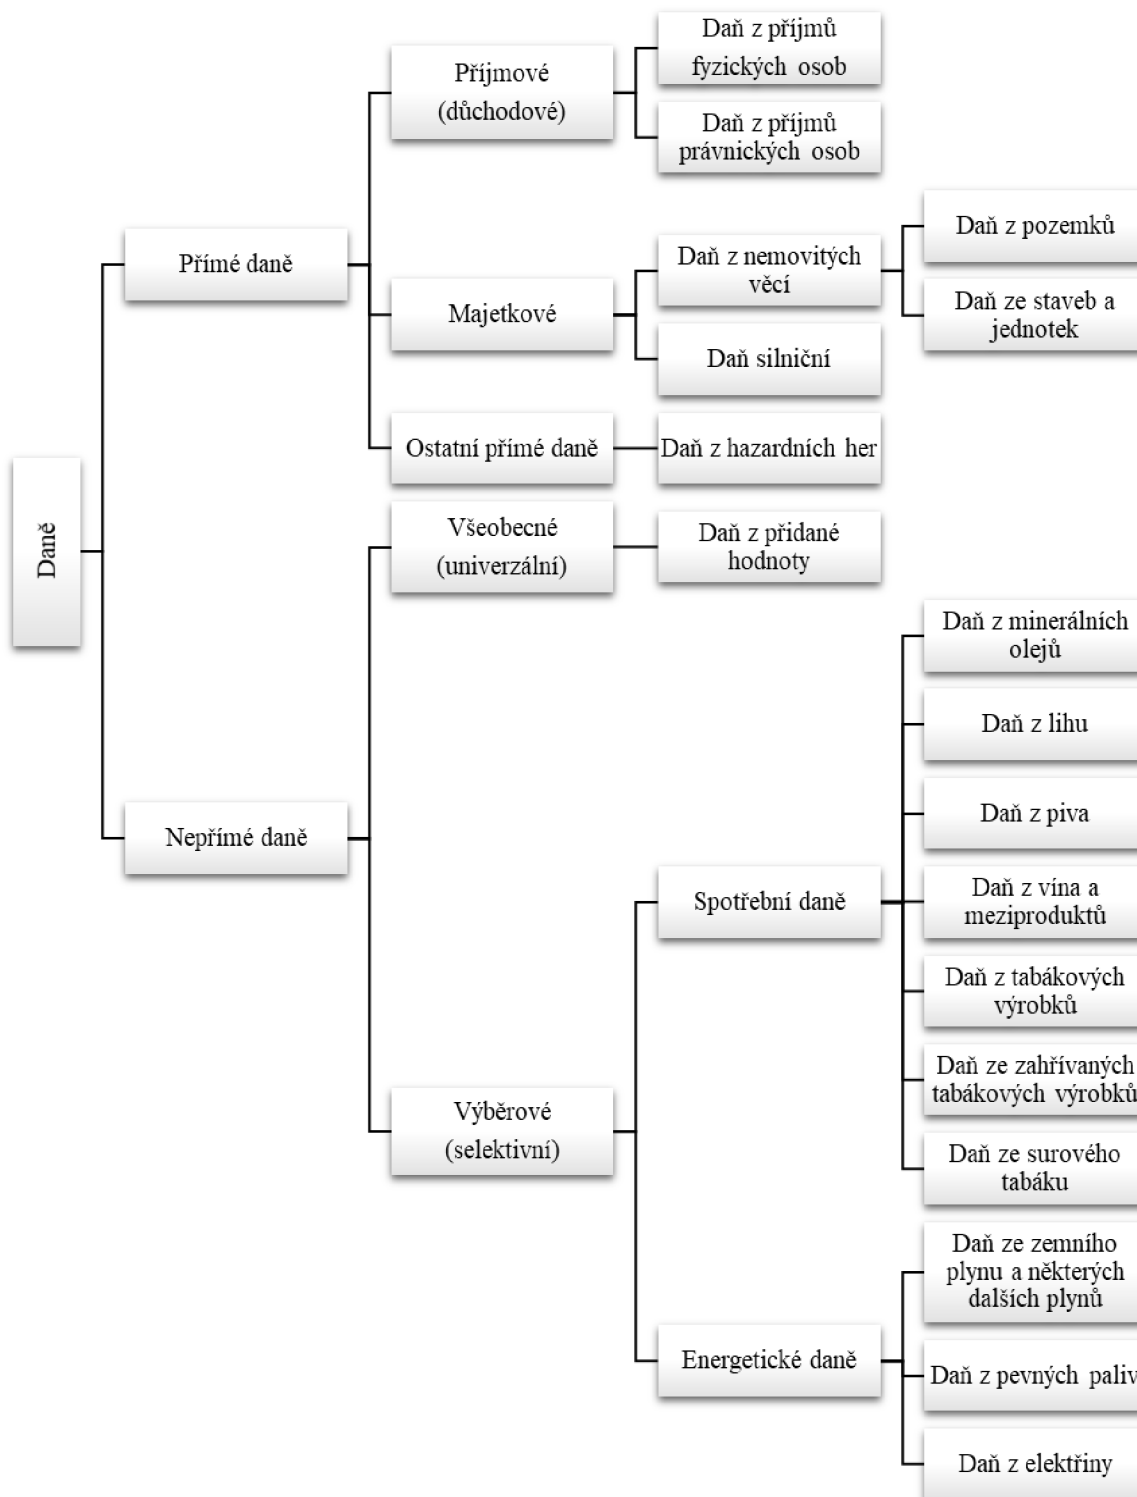 Daně
Přímé daně
Příjmové
(důchodové)
Daň z příjmů
fyzických osob
Daň z příjmů
právnických osob
Majetkové
Daň z nemovitých
věcí
Daň z pozemků
Daň ze staveb a
jednotek
Daň silniční
Ostatní přímé daně
Daň z hazardních her
Nepřímé daně
Všeobecné
(univerzální)
Daň z přidané
hodnoty
Výběrové
(selektivní)
Spotřební daně
Daň z minerálních
olejů
Daň z lihu
Daň z piva
Daň z vína a
meziproduktů
Daň z tabákových
výrobků
Daň ze zahřívaných
tabákových výrobků
Daň ze surového
tabáku
Energetické daně
Daň ze zemního
plynu a některých
dalších plynů
Daň z pevných paliv
Daň z elektřiny